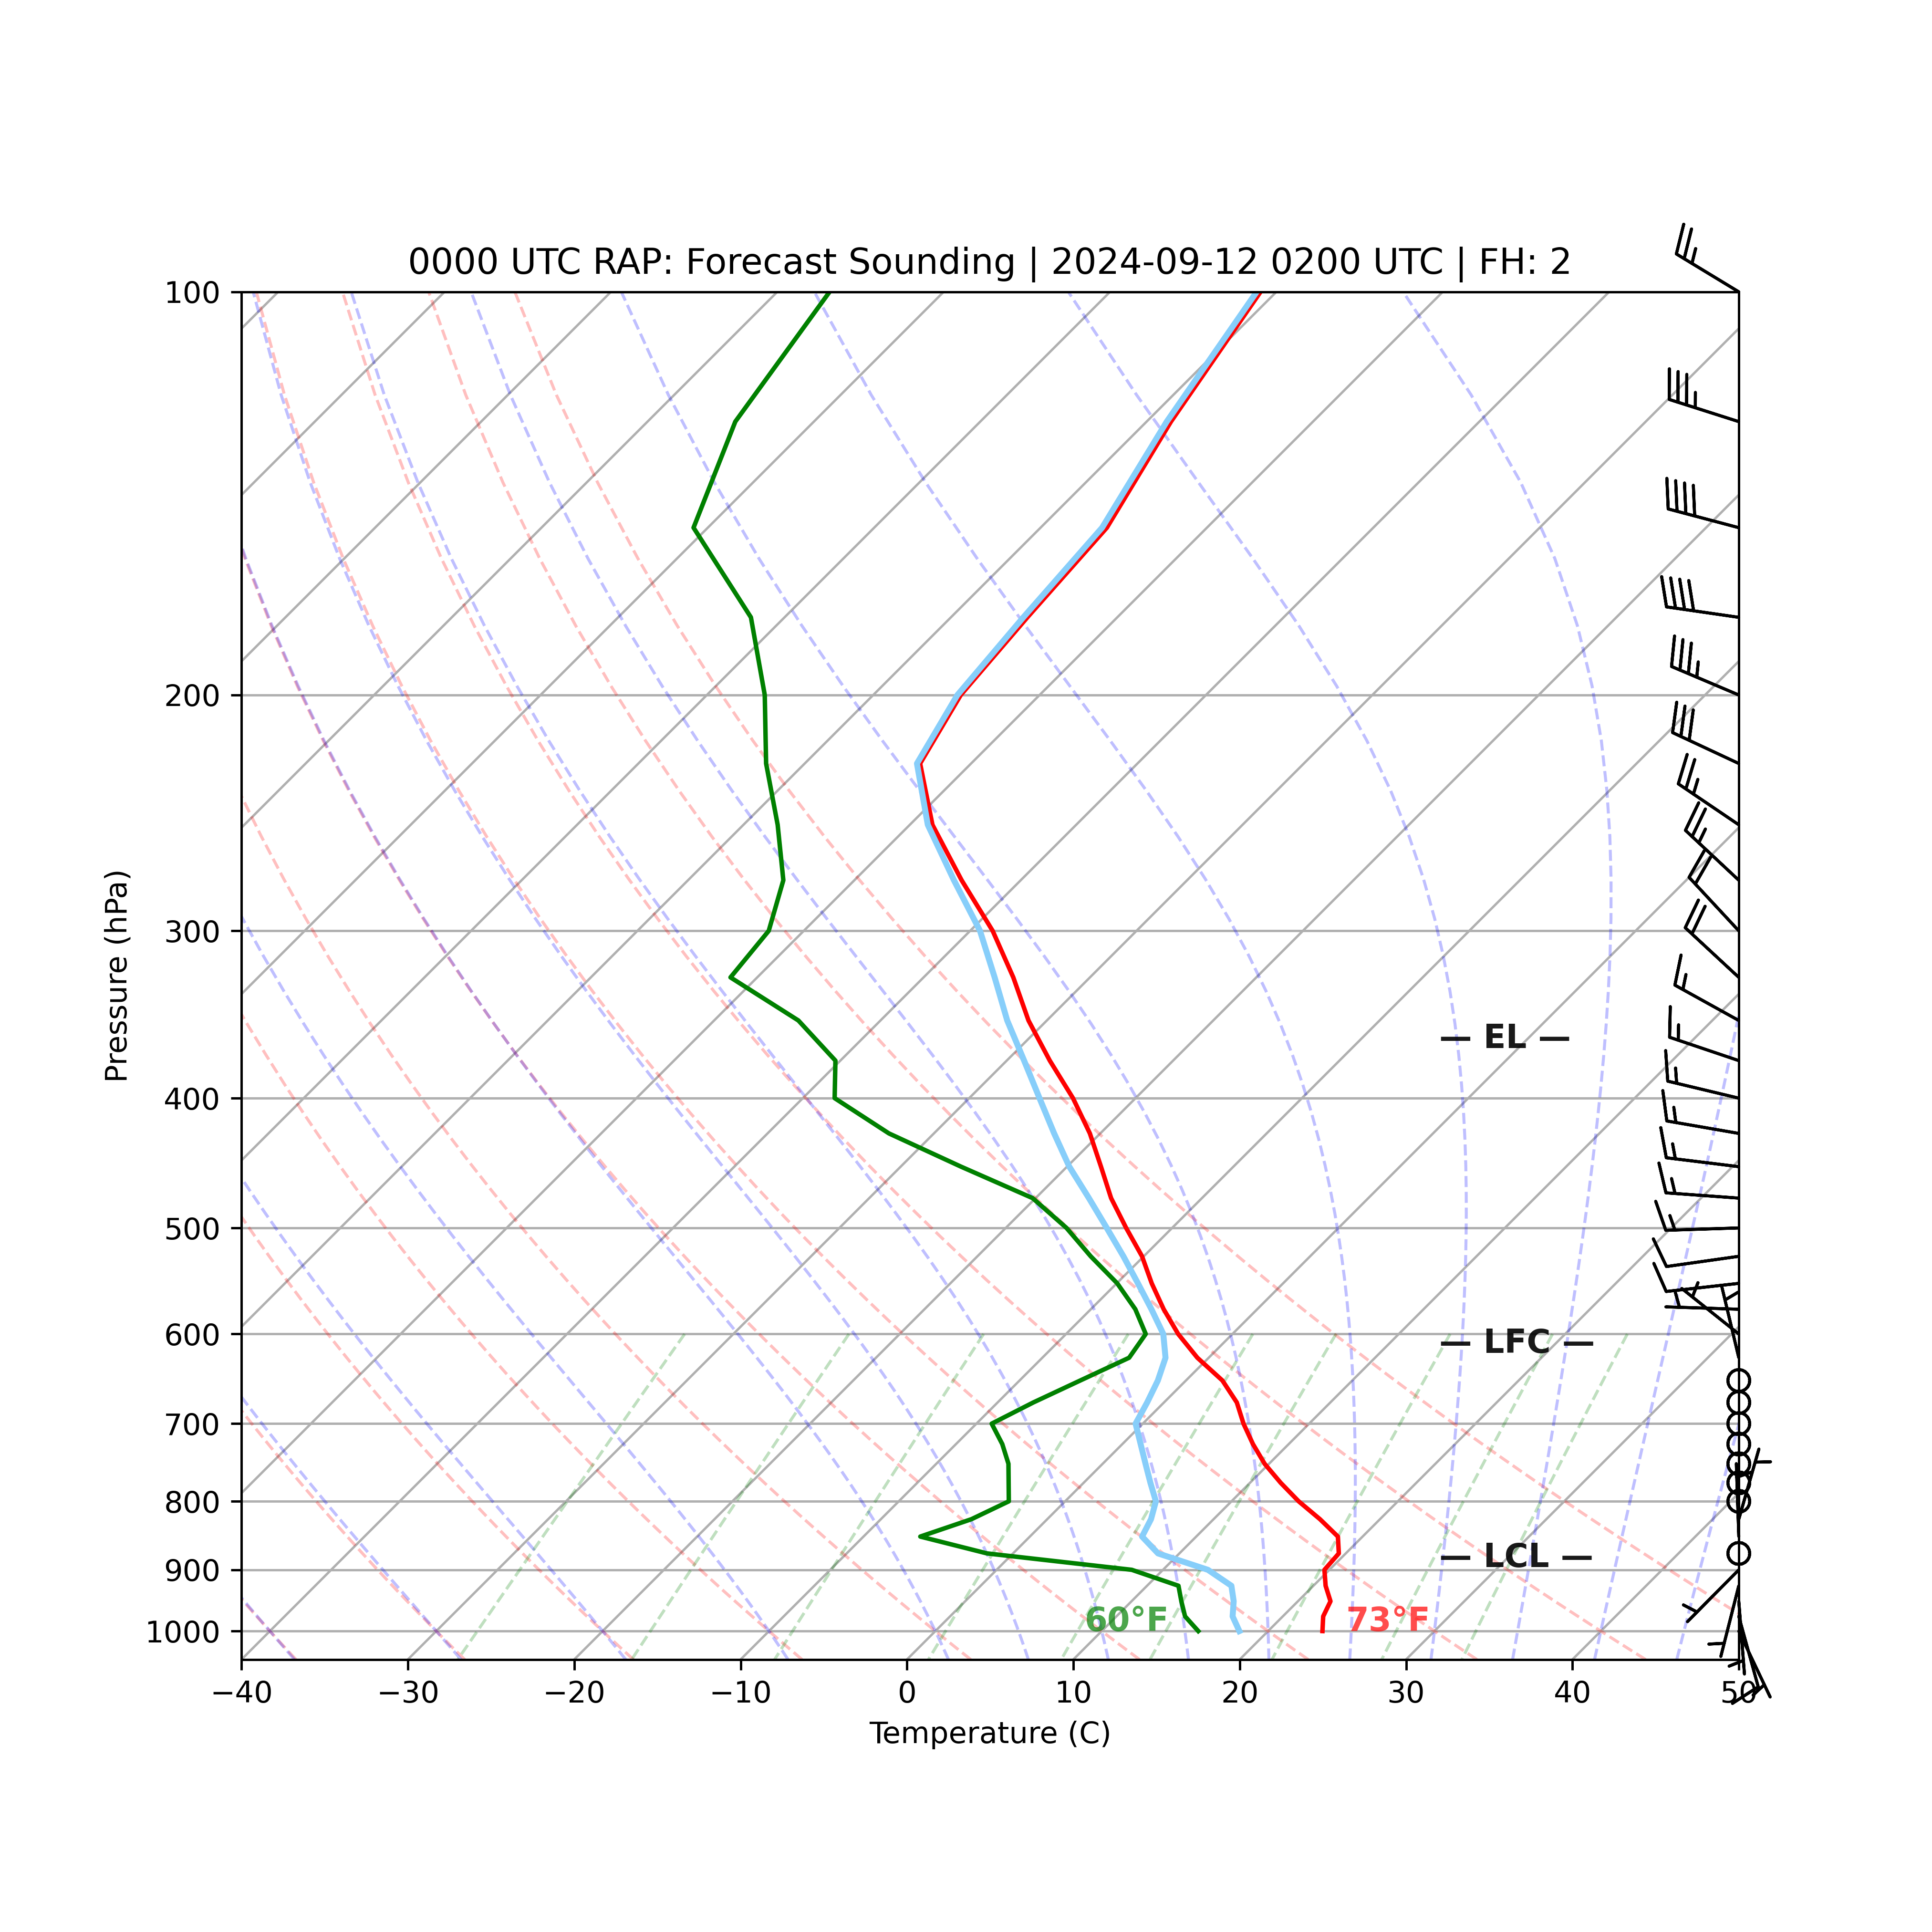 0000 UTC RAP: Forecast Sounding | 2024-09-12 0200 UTC | FH: 2
100
200
300
— EL —
400
500
600
— LFC —
700
800
900
— LCL —
1000
60°F
73°F
Pressure (hPa)
−40 −30 −20 −10 0 10 20 30 40 50
Temperature (C)